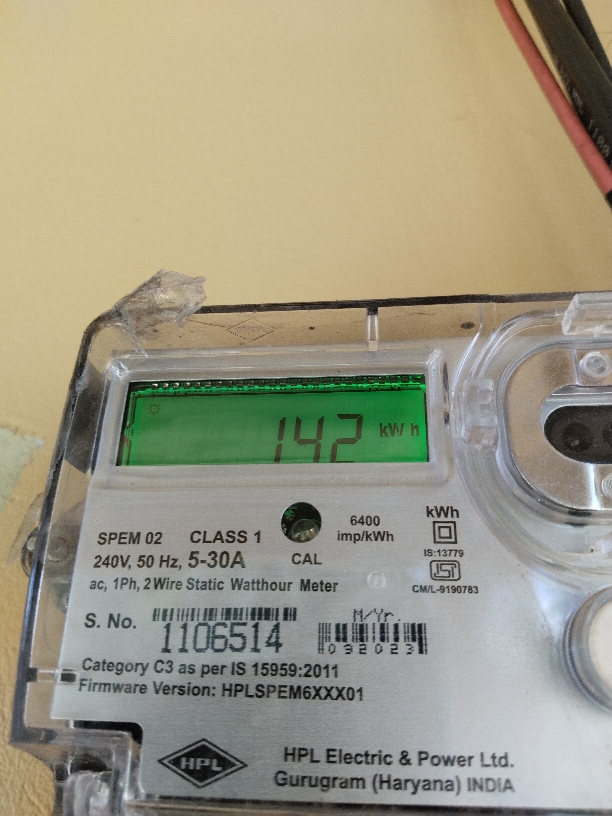 142 kWh
SPEM 02 CLASS 1
240V, 50 Hz, 5-30A
ac, 1Ph, 2Wire Static Watthour Meter
CAL
6400
imp/kWh
kWh
IS:13779
CM/L-9190783
S. No. 1106514
M/Yr.
092023
Category C3 as per IS 15959:2011
Firmware Version: HPLSPEM6XXX01
HPL
HPL Electric & Power Ltd.
Gurugram (Haryana) INDIA